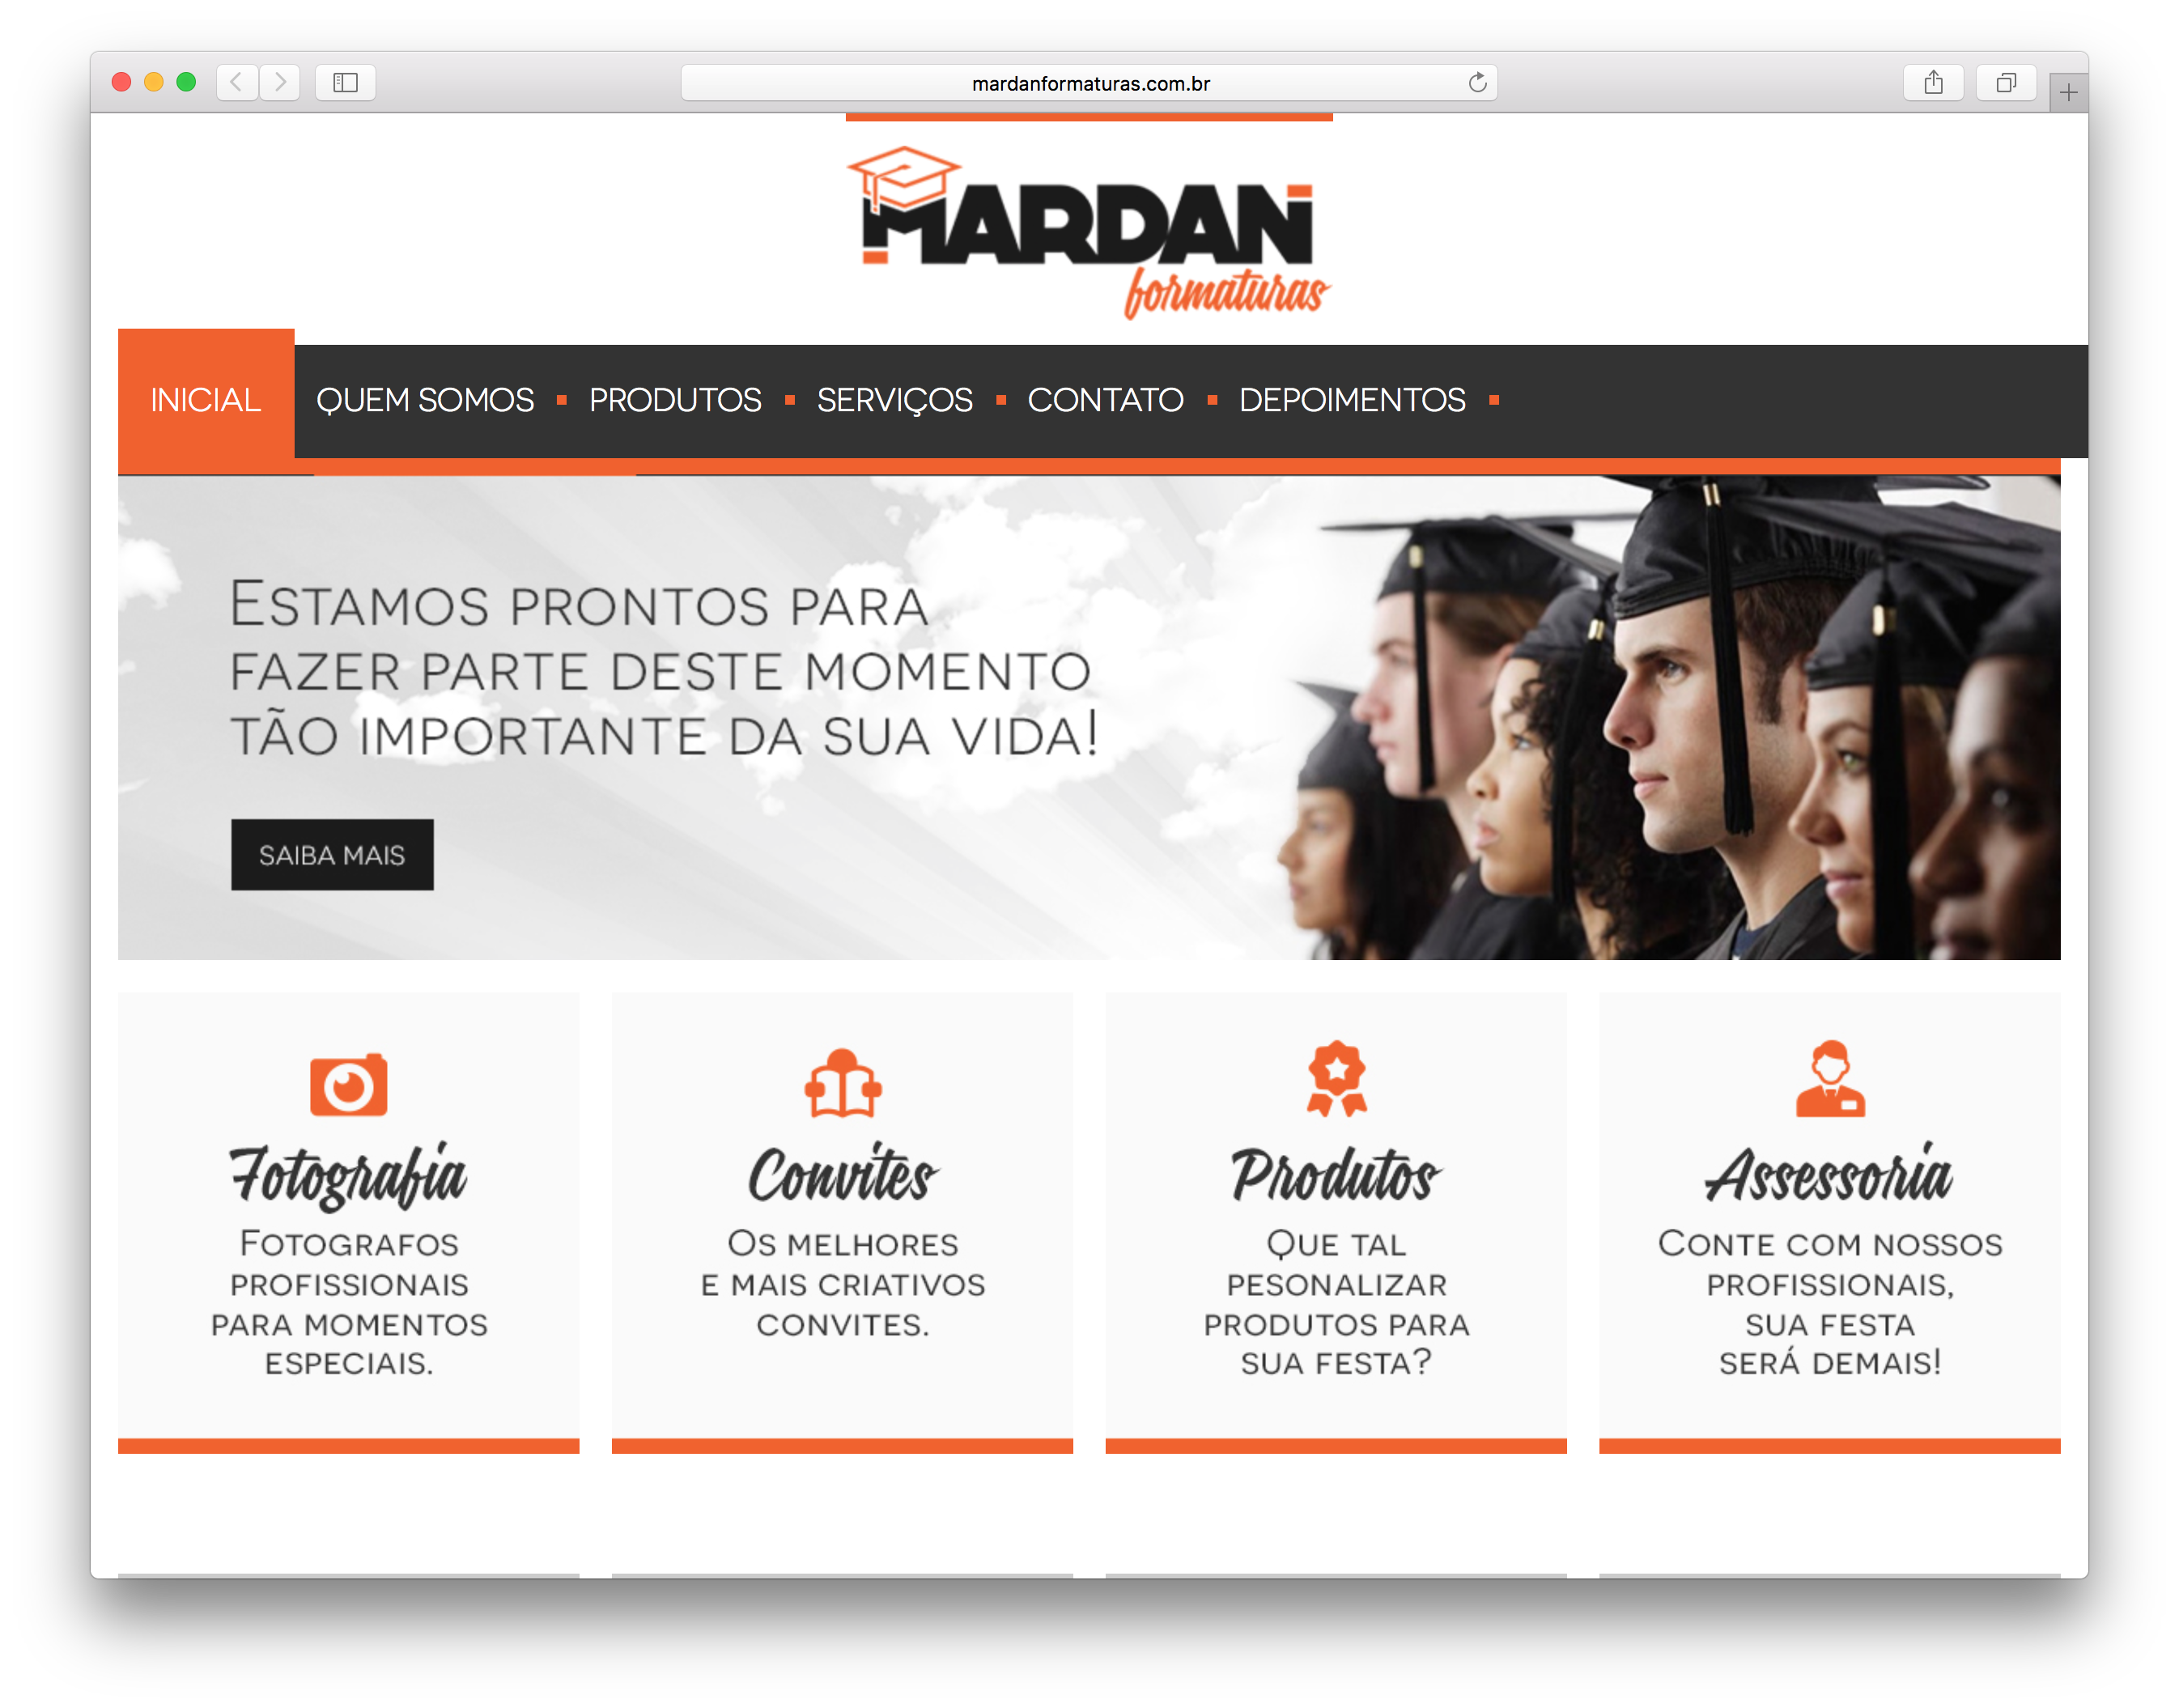 mardanformaturas.com.br
MARDAN
formaturas
INICIAL QUEM SOMOS PRODUTOS SERVIÇOS CONTATO DEPOIMENTOS
ESTAMOS PRONTOS PARA
FAZER PARTE DESTE MOMENTO
TÃO IMPORTANTE DA SUA VIDA!
SAIBA MAIS
Fotografia
FOTOGRAFOS
PROFISSIONAIS
PARA MOMENTOS
ESPECIAIS.
Convites
OS MELHORES
E MAIS CRIATIVOS
CONVITES.
Produtos
QUE TAL
PESONALIZAR
PRODUTOS PARA
SUA FESTA?
Assessoria
CONTE COM NOSSOS
PROFISSIONAIS,
SUA FESTA
SERÁ DEMAIS!